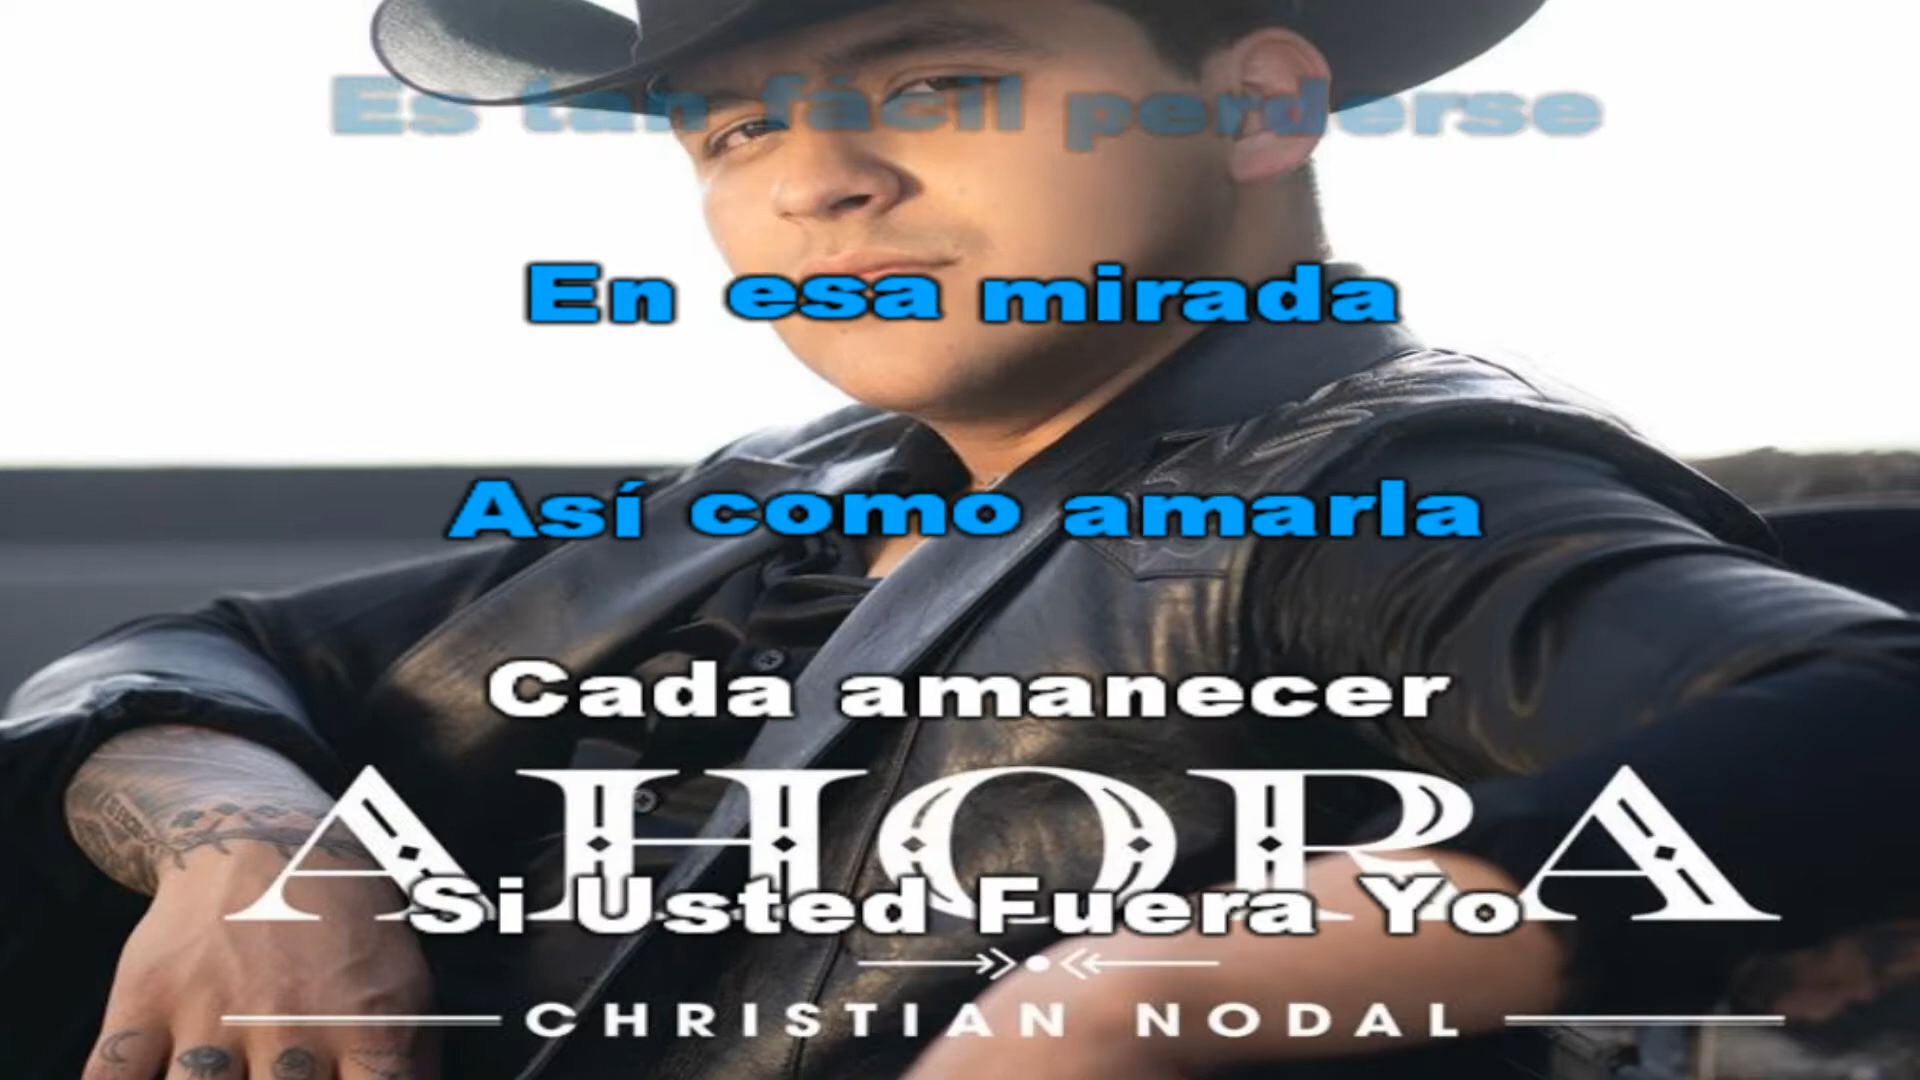 Es tan fácil perderse
En esa mirada
Así como amarla
Cada amanecer
AHORA
Si Usted Fuera Yo
CHRISTIAN NODAL